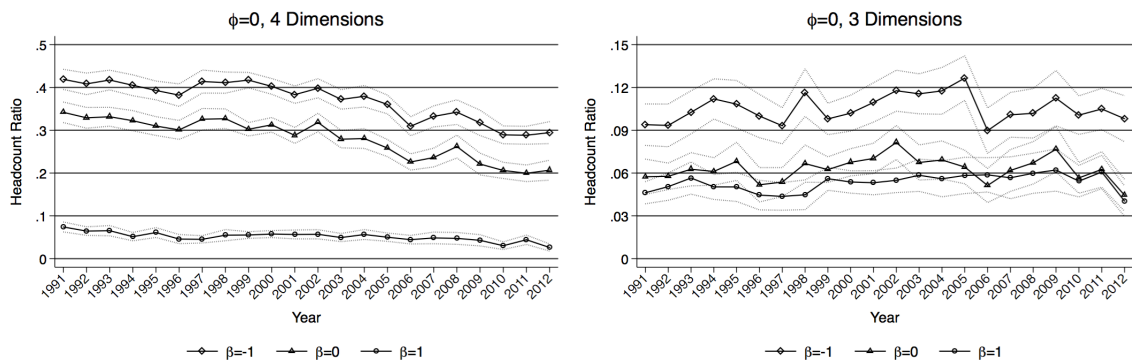 ϕ=0, 4 Dimensions
Headcount Ratio
.5
.4
.3
.2
.1
0
1991 1992 1993 1994 1995 1996 1997 1998 1999 2000 2001 2002 2003 2004 2005 2006 2007 2008 2009 2010 2011 2012
Year
β=-1 β=0 β=1
ϕ=0, 3 Dimensions
Headcount Ratio
.15
.12
.09
.06
.03
0
1991 1992 1993 1994 1995 1996 1997 1998 1999 2000 2001 2002 2003 2004 2005 2006 2007 2008 2009 2010 2011 2012
Year
β=-1 β=0 β=1